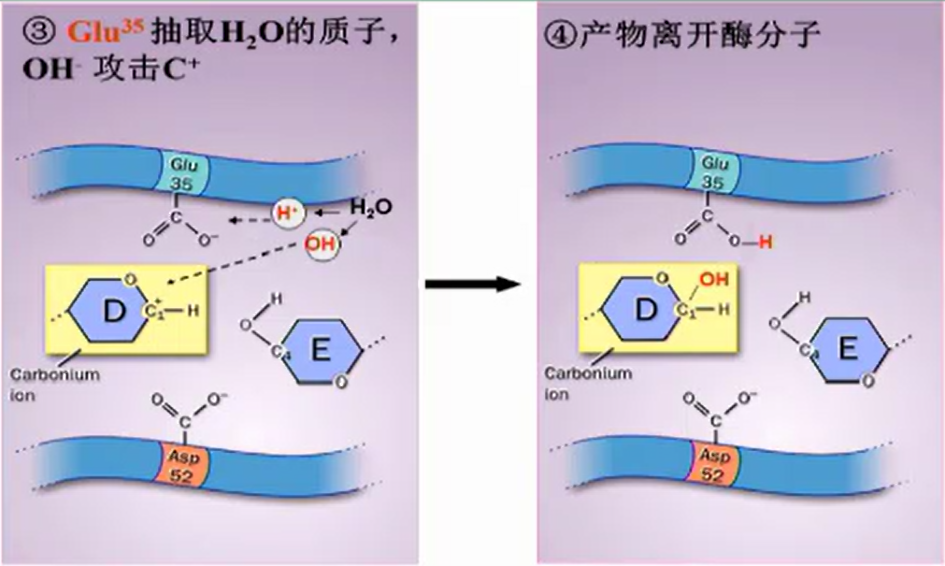 ③ Glu³⁵ 抽取H₂O的质子，
OH⁻ 攻击C⁺
Glu
35
C
O
O⁻
H⁺
H₂O
OH
O
D
C₁⁺
H
H
O
C₄
E
O
Carbonium
ion
O
O⁻
C
Asp
52
④产物离开酶分子
Glu
35
C
O
O
H
O
OH
D
C₁
H
H
O
C₄
E
O
Carbonium
ion
O
O⁻
C
Asp
52